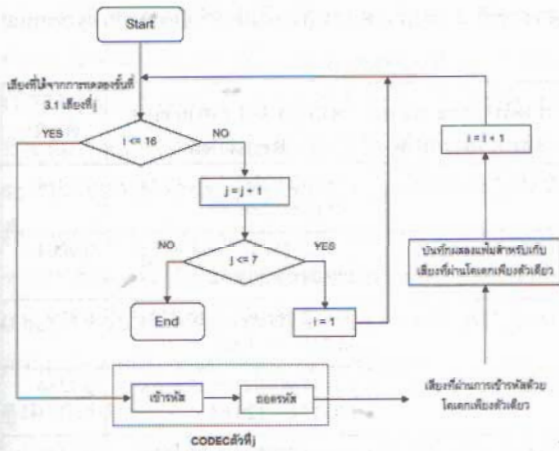 Start
เสียงที่ได้จากการทดลองขั้นที่
3.1 เสียงที่ i
YES
i <= 16
NO
i = i + 1
j = j + 1
NO
j <= 7
YES
บันทึกผลลงแฟ้มสำหรับเก็บ
เสียงที่ผ่านโคเดกเพียงตัวเดียว
End
i = 1
เข้ารหัส
ถอดรหัส
เสียงที่ผ่านการเข้ารหัสด้วย
โคเดกเพียงตัวเดียว
CODECตัวที่j